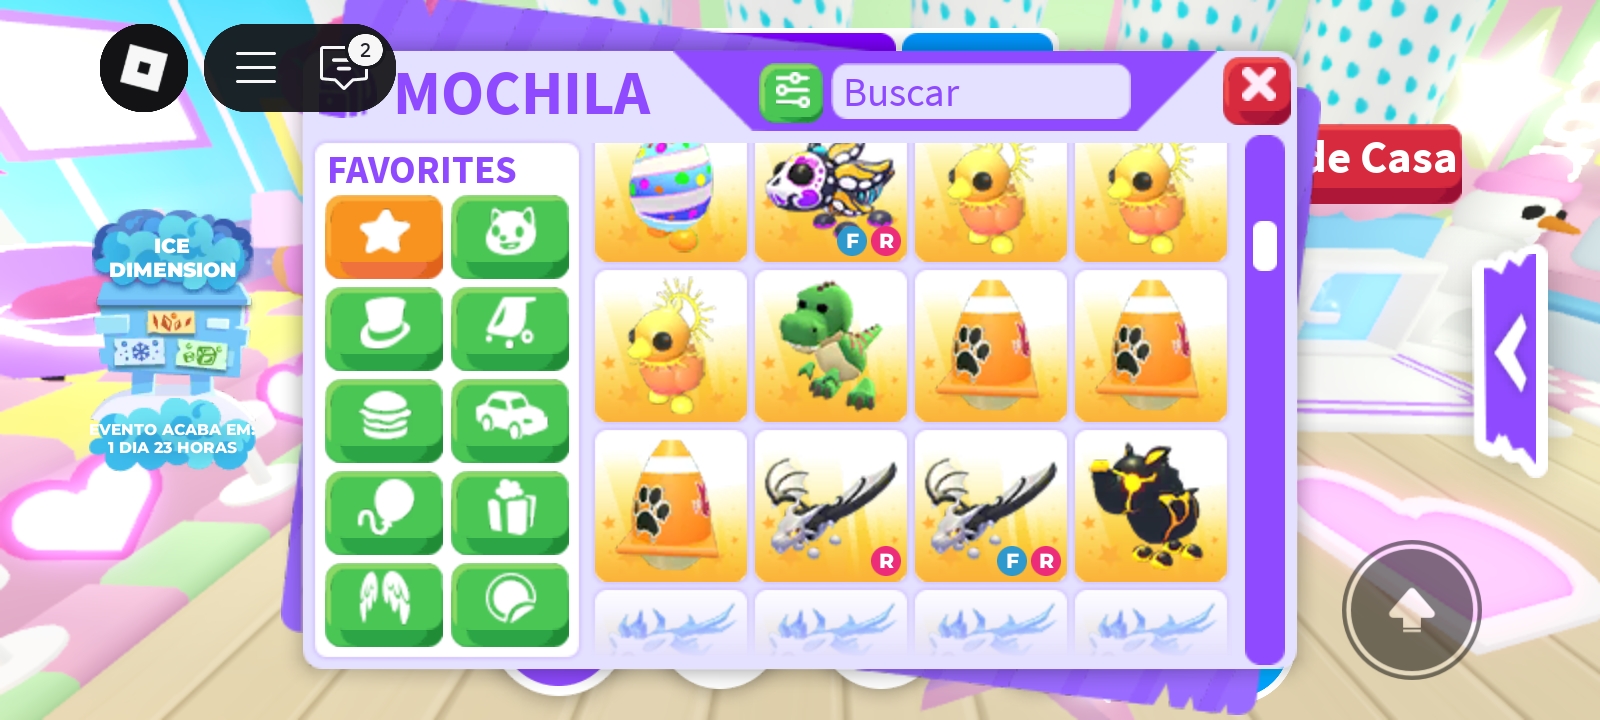 2
MOCHILA
Buscar
de Casa
FAVORITES
ICE
DIMENSION
F R
EVENTO ACABA EM:
1 DIA 23 HORAS
R
F R